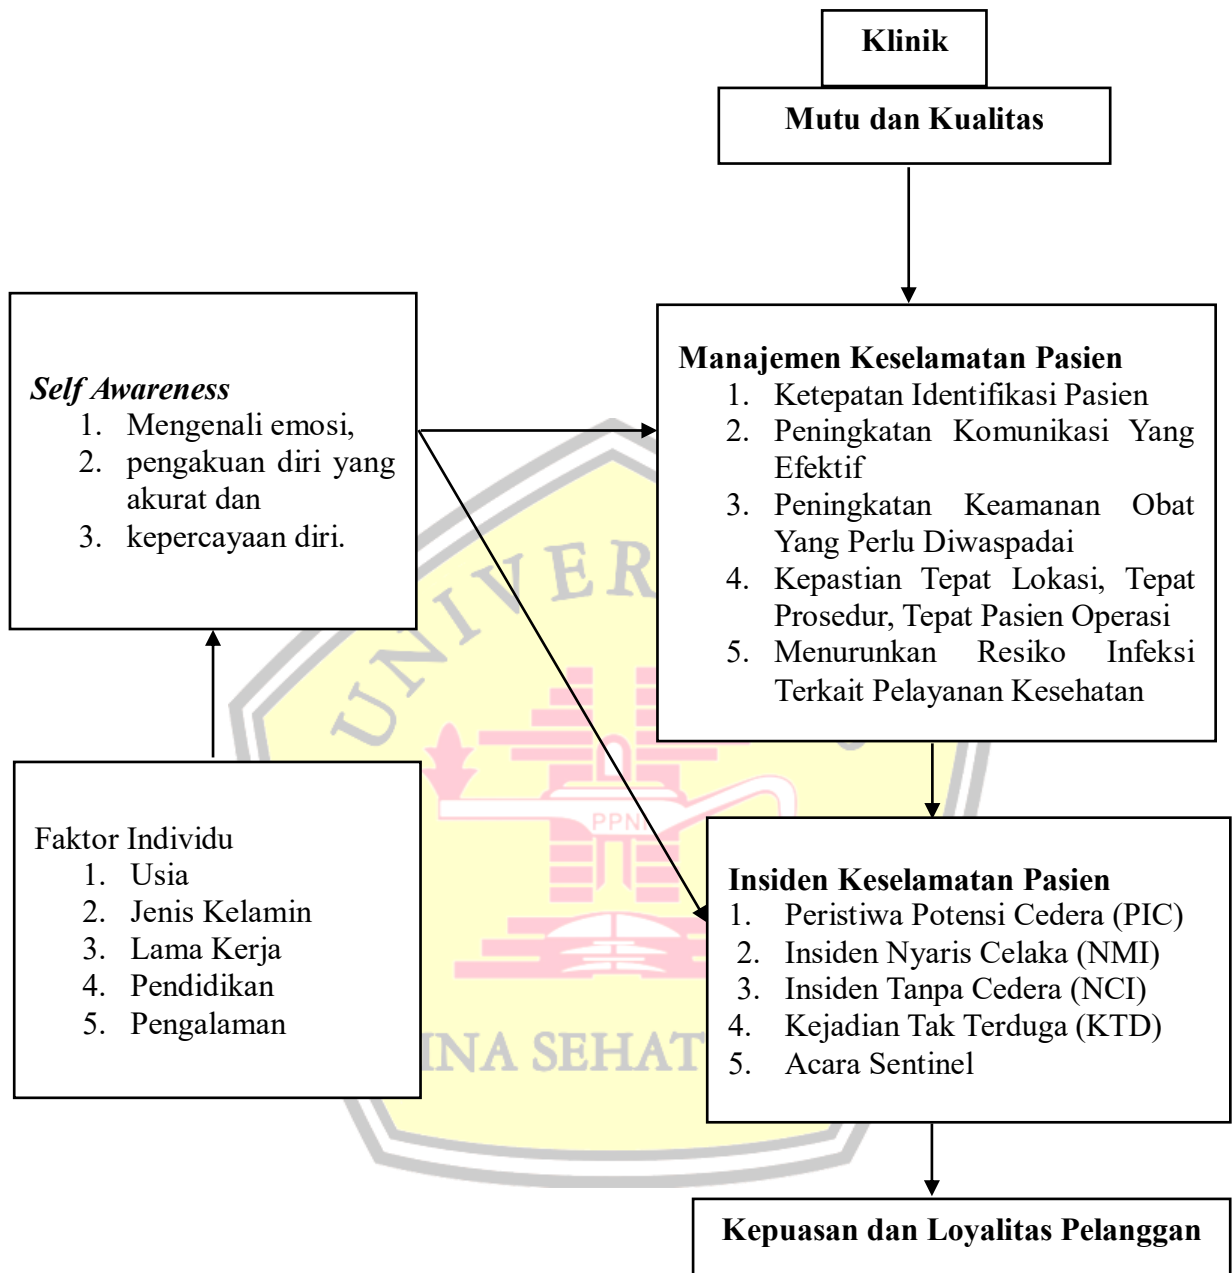 Klinik
Mutu dan Kualitas
Self Awareness
1. Mengenali emosi,
2. pengakuan diri yang
akurat dan
3. kepercayaan diri.
Manajemen Keselamatan Pasien
1. Ketepatan Identifikasi Pasien
2. Peningkatan Komunikasi Yang
Efektif
3. Peningkatan Keamanan Obat
Yang Perlu Diwaspadai
4. Kepastian Tepat Lokasi, Tepat
Prosedur, Tepat Pasien Operasi
5. Menurunkan Resiko Infeksi
Terkait Pelayanan Kesehatan
Faktor Individu
1. Usia
2. Jenis Kelamin
3. Lama Kerja
4. Pendidikan
5. Pengalaman
Insiden Keselamatan Pasien
1. Peristiwa Potensi Cedera (PIC)
2. Insiden Nyaris Celaka (NMI)
3. Insiden Tanpa Cedera (NCI)
4. Kejadian Tak Terduga (KTD)
5. Acara Sentinel
Kepuasan dan Loyalitas Pelanggan
UNIVER
PPNI
INA SEHAT